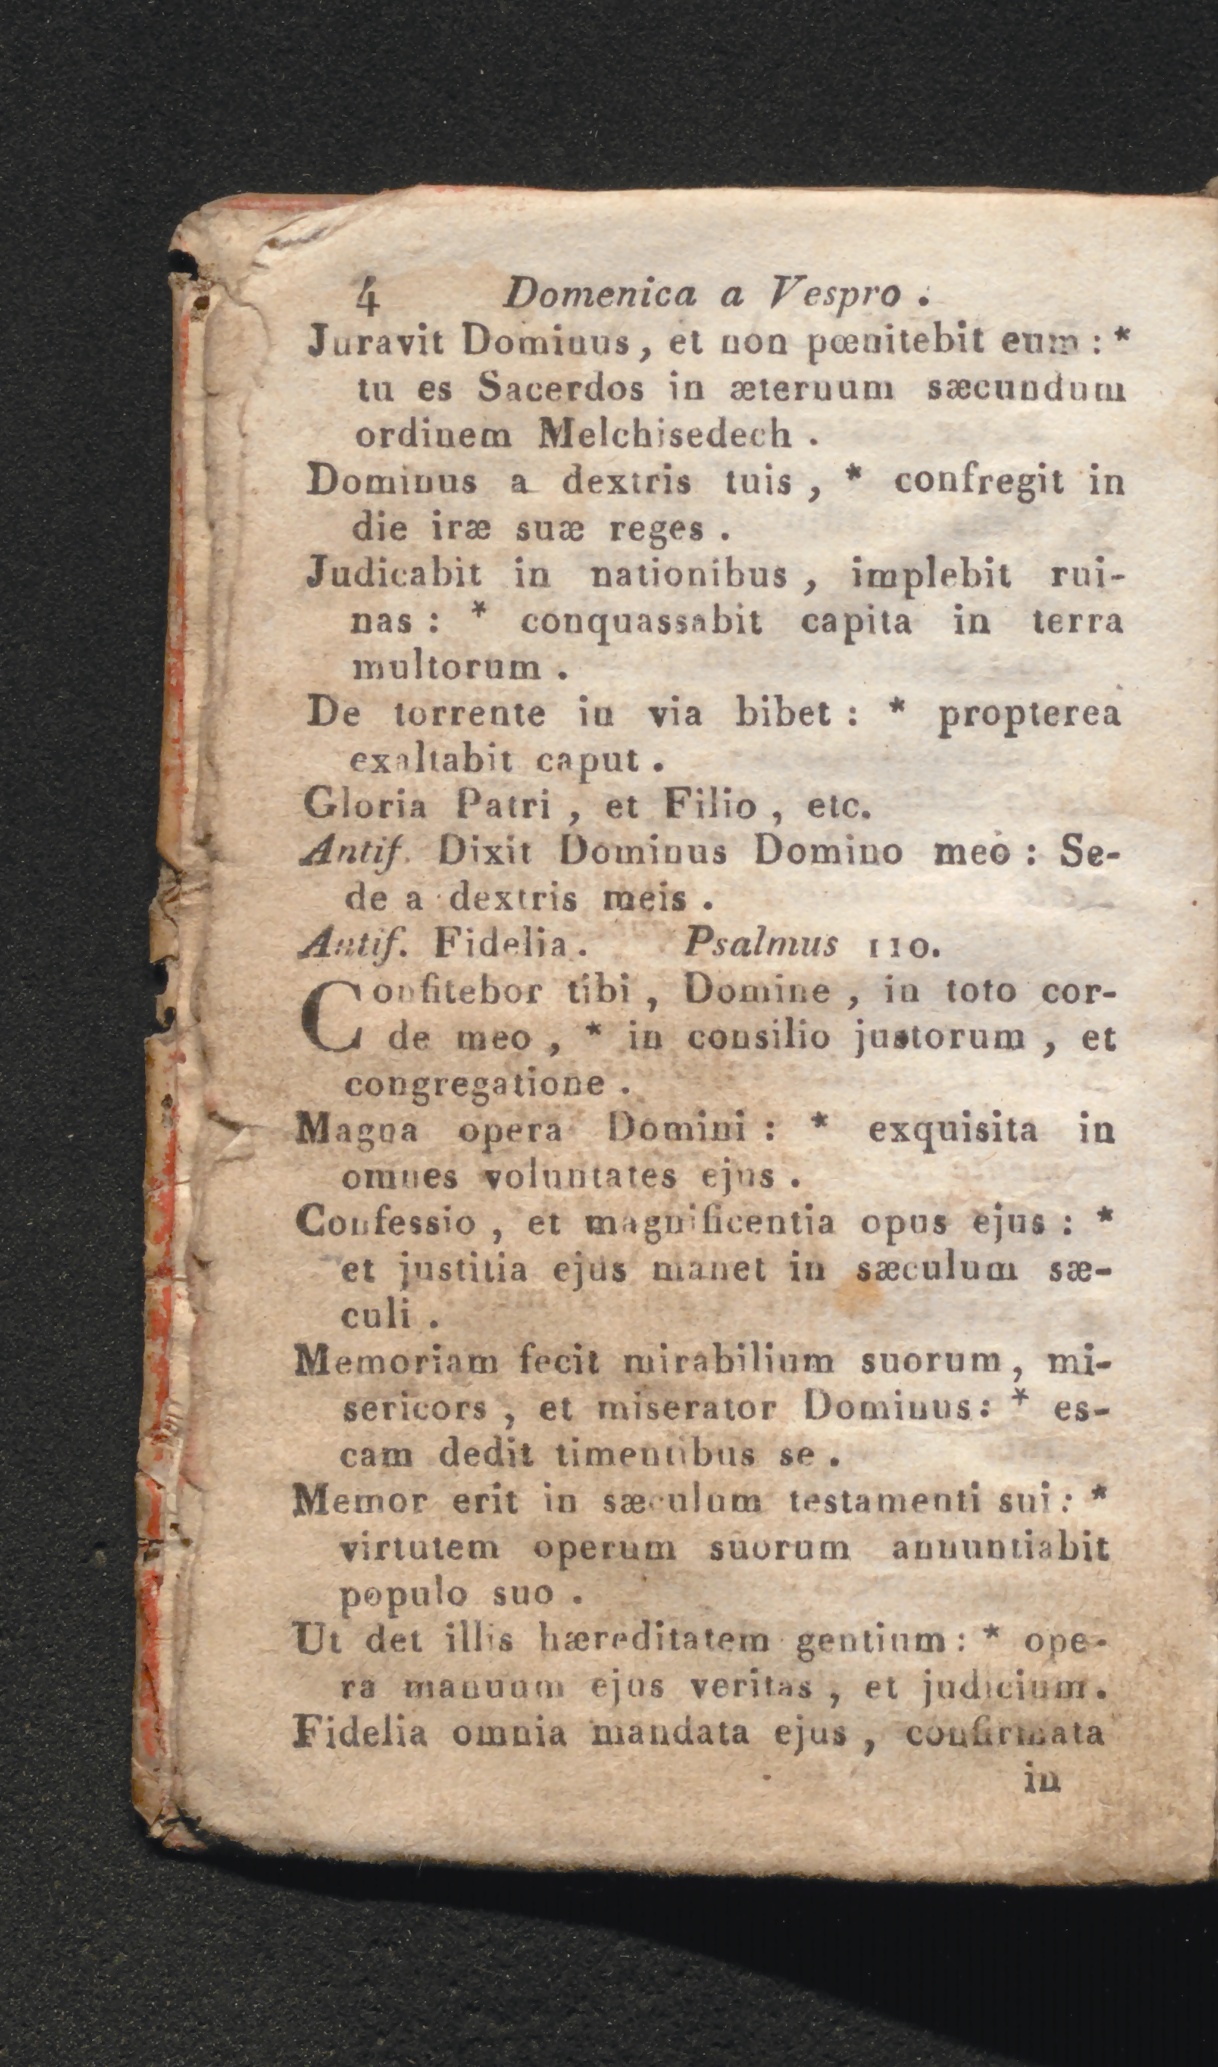 4 Domenica a Vespro .
Juravit Dominus, et non pœnitebit eum : *
tu es Sacerdos in æternum sæcundum
ordinem Melchisedech .
Dominus a dextris tuis , * confregit in
die iræ suæ reges .
Judicabit in nationibus , implebit rui-
nas : * conquassabit capita in terra
multorum .
De torrente in via bibet : * propterea
exaltabit caput .
Gloria Patri , et Filio , etc.
Antif. Dixit Dominus Domino meo : Se-
de a dextris meis .
Antif. Fidelia . Psalmus 110.
Confitebor tibi , Domine , in toto cor-
de meo , * in consilio justorum , et
congregatione .
Magna opera Domini : * exquisita in
omnes voluntates ejus .
Confessio , et magnificentia opus ejus : *
et justitia ejus manet in sæculum sæ-
culi .
Memoriam fecit mirabilium suorum, mi-
sericors , et miserator Dominus: * es-
cam dedit timentibus se .
Memor erit in sæculum testamenti sui : *
virtutem operum suorum annuntiabit
populo suo .
Ut det illis hæreditatem gentium : * ope-
ra manuum ejus veritas , et judicium.
Fidelia omnia mandata ejus , confirmata
in